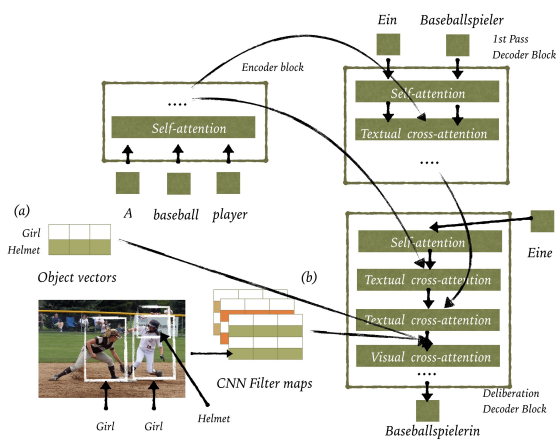 Ein Baseballspieler
1st Pass
Decoder Block
Encoder block
....
Self-attention
Self-attention
Textual cross-attention
....
A baseball player
(a)
Girl
Helmet
Object vectors
(b)
Eine
Self-attention
Textual cross-attention
Textual cross-attention
Visual cross-attention
....
CNN Filter maps
Girl Girl Helmet
Deliberation
Decoder Block
Baseballspielerin